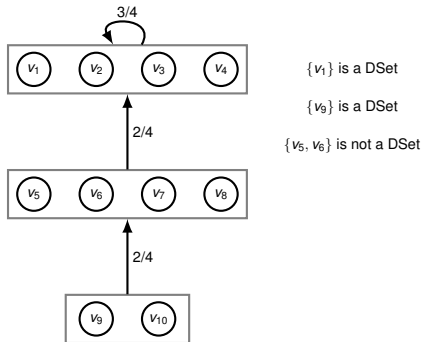 3/4
v₁ v₂ v₃ v₄
{v₁} is a DSet
{v₉} is a DSet
2/4
{v₅, v₆} is not a DSet
v₅ v₆ v₇ v₈
2/4
v₉ v₁₀